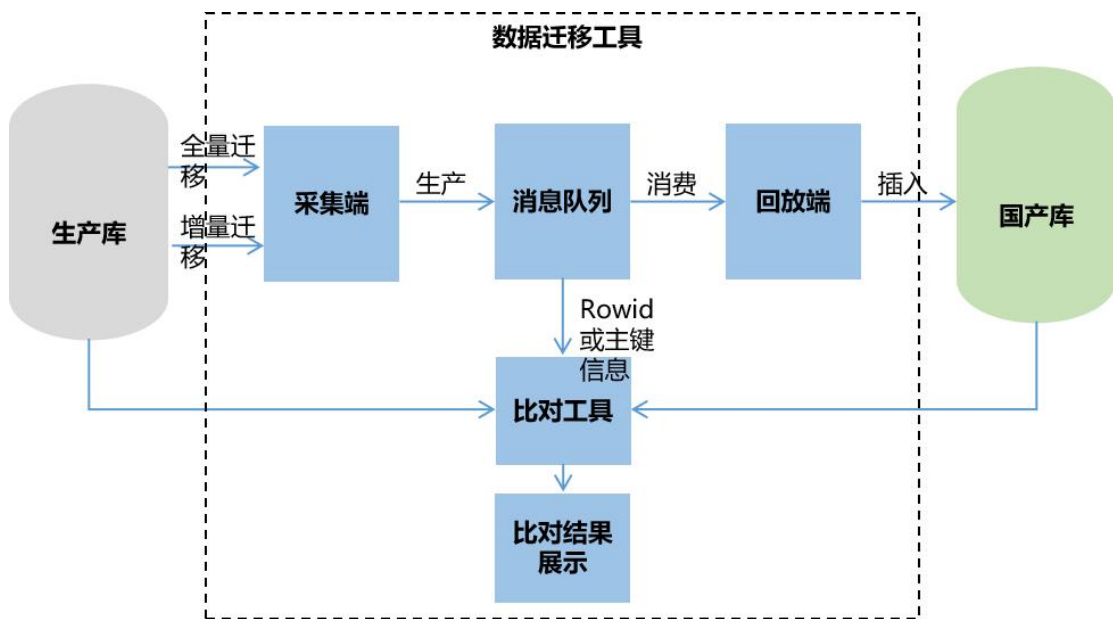 数据迁移工具
全量迁
移
增量迁
移
生产库
采集端
生产
消息队列
消费
回放端
插入
国产库
Rowid
或主键
信息
比对工具
比对结果
展示